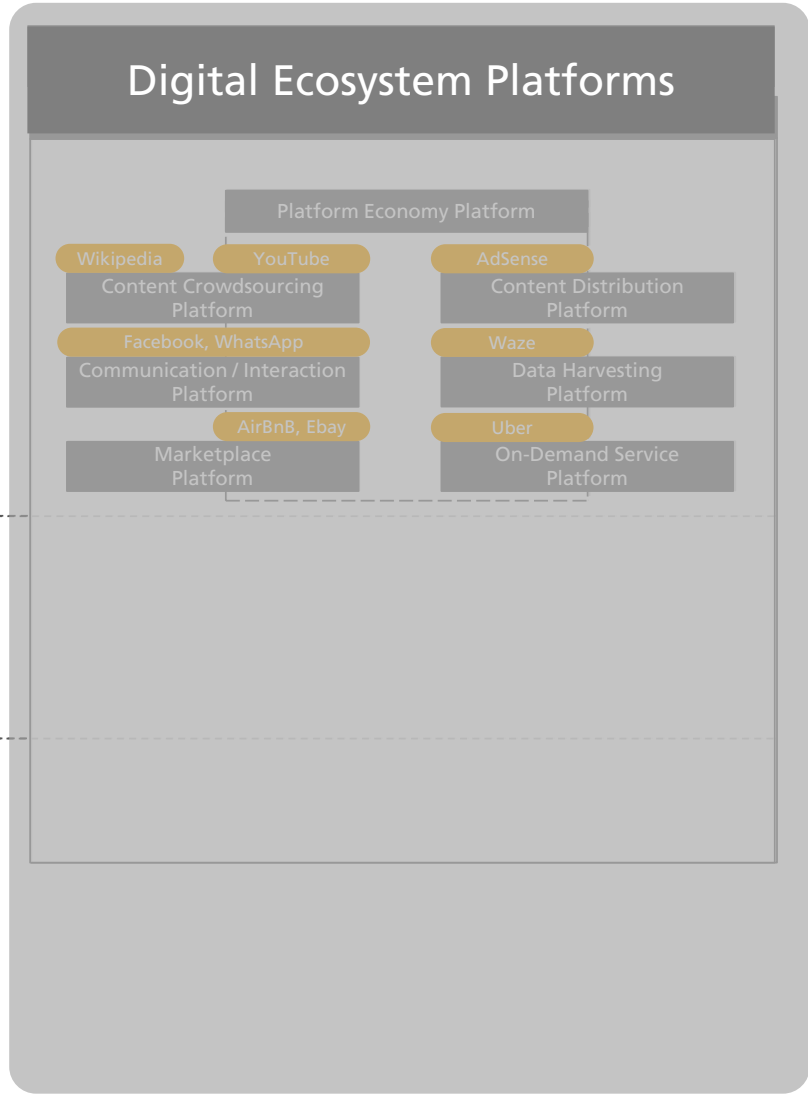 Digital Ecosystem Platforms
Platform Economy Platform
Wikipedia
YouTube
AdSense
Content Crowdsourcing
Platform
Content Distribution
Platform
Facebook, WhatsApp
Waze
Communication / Interaction
Platform
Data Harvesting
Platform
AirBnB, Ebay
Uber
Marketplace
Platform
On-Demand Service
Platform